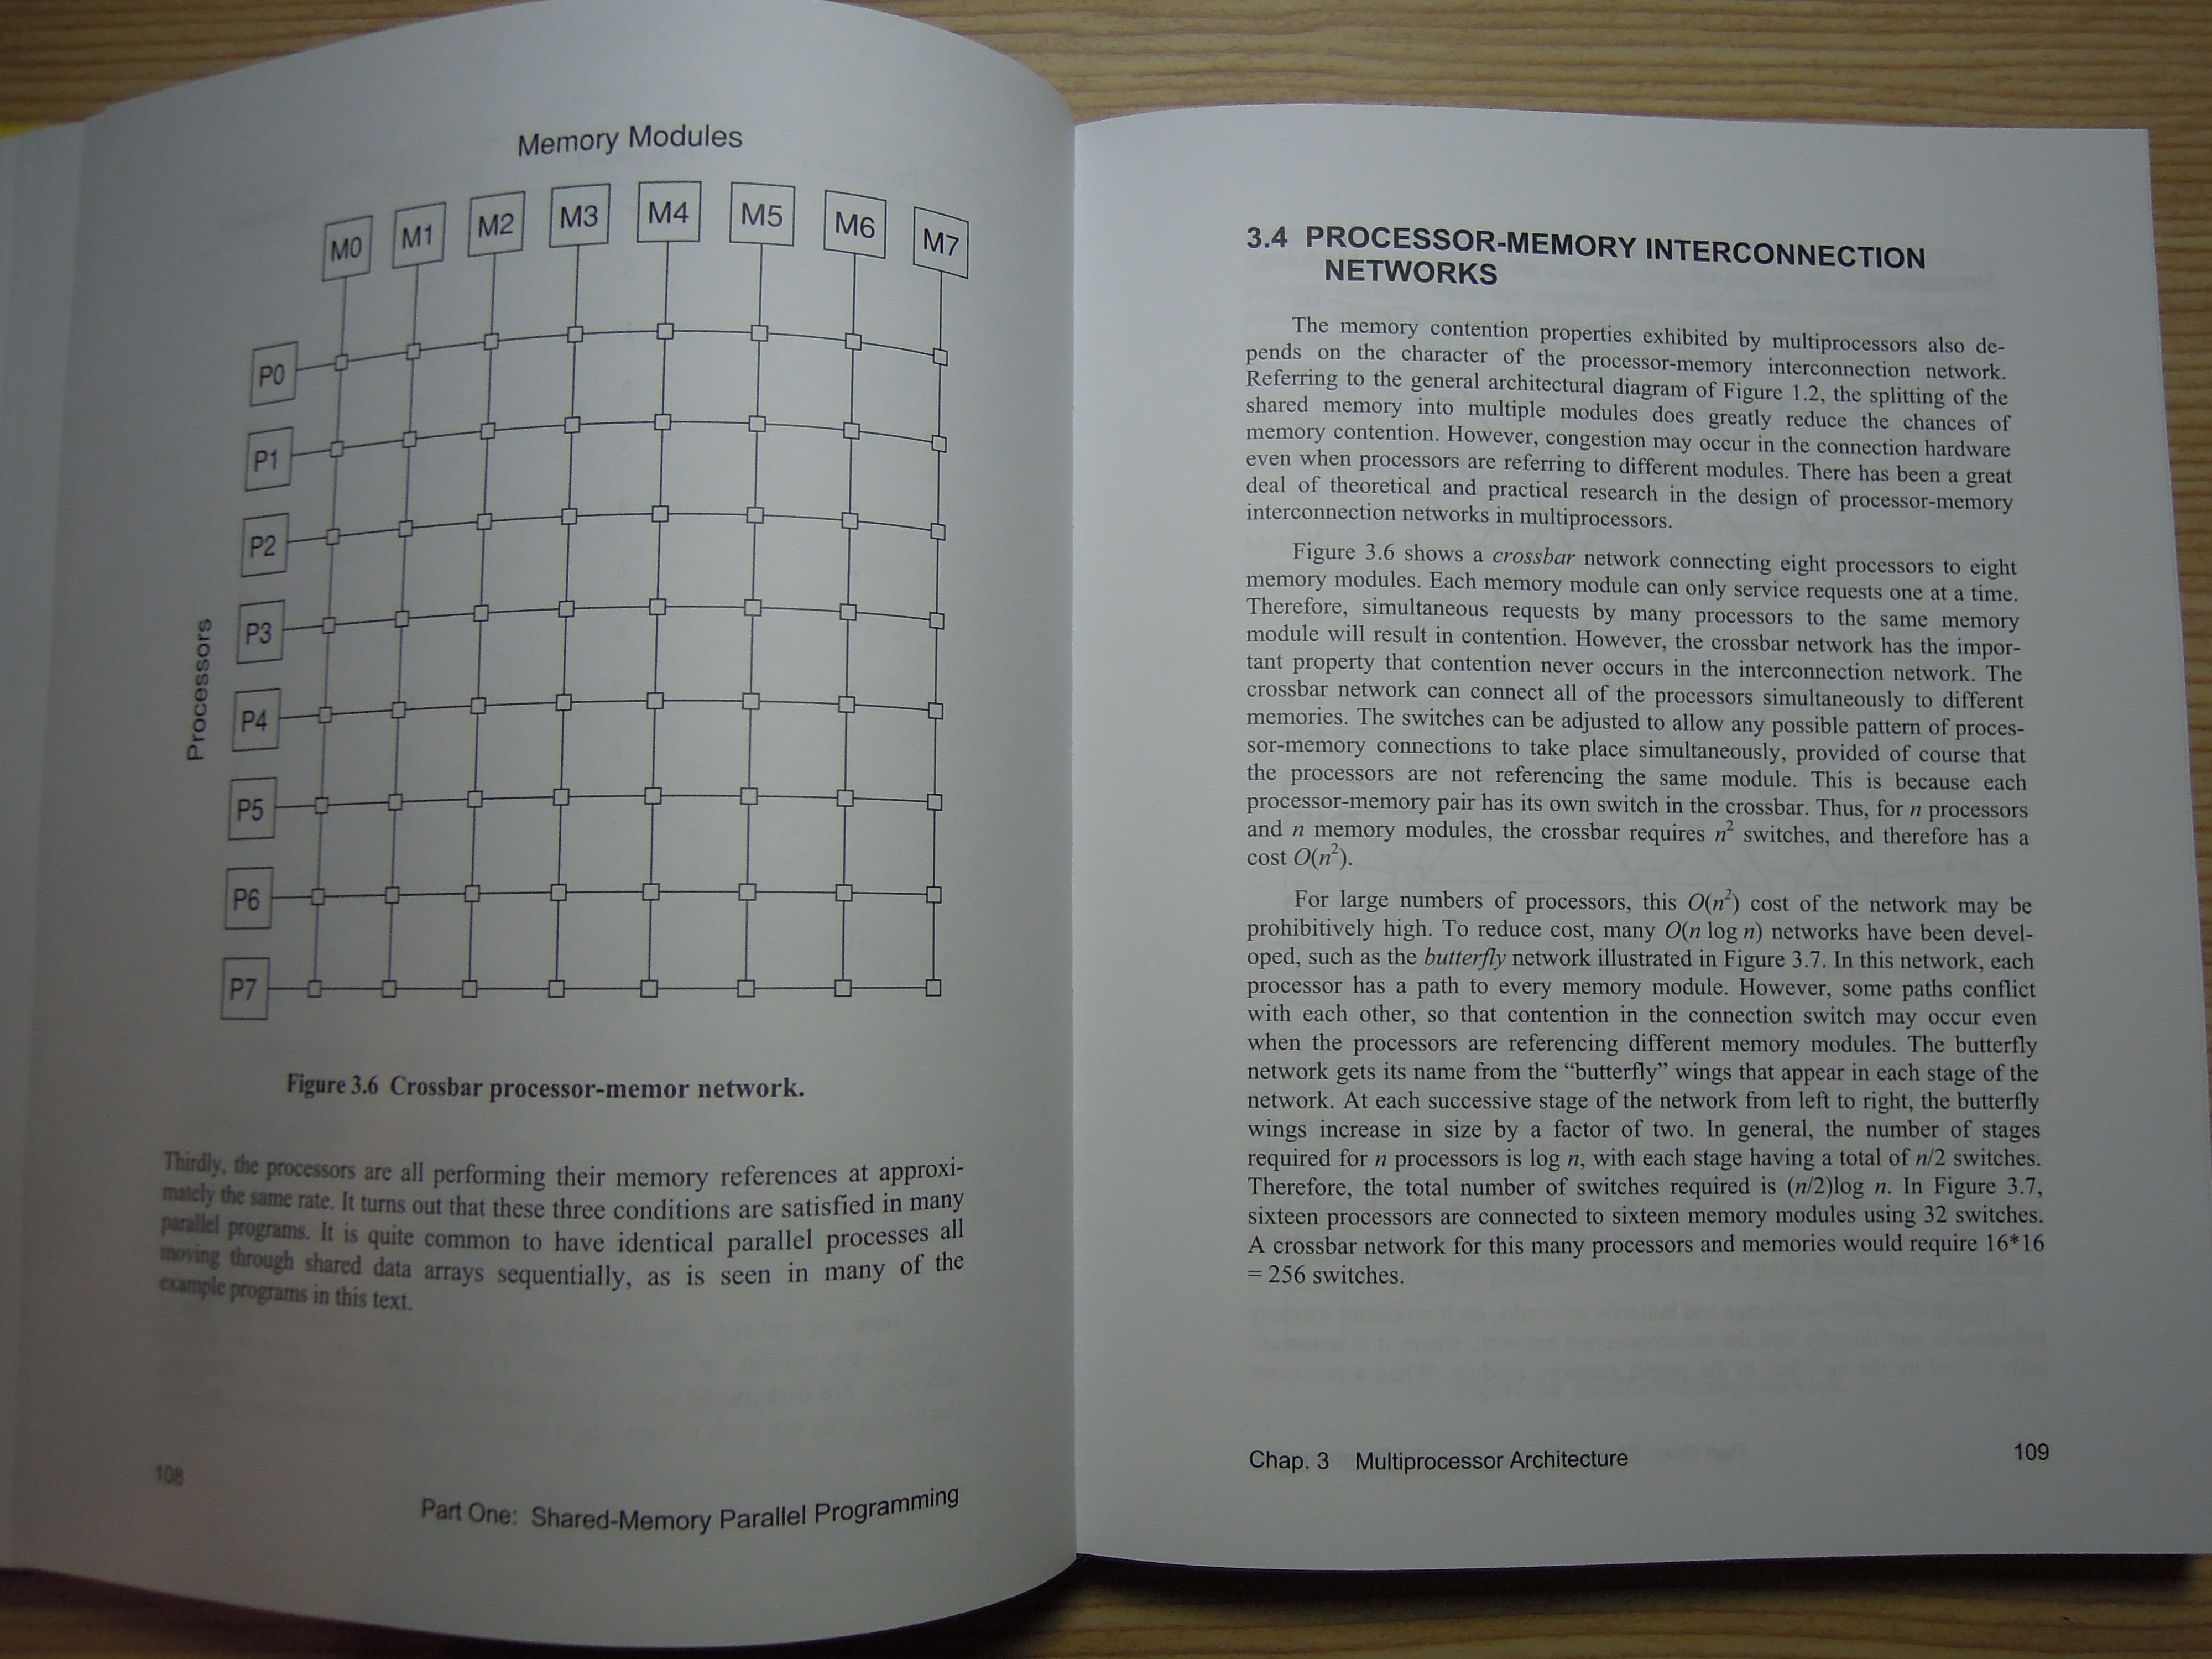 Memory Modules
M0 M1 M2 M3 M4 M5 M6 M7
Processors
P0
P1
P2
P3
P4
P5
P6
P7
Figure 3.6 Crossbar processor-memor network.
Thirdly, the processors are all performing their memory references at approxi-
mately the same rate. It turns out that these three conditions are satisfied in many
parallel programs. It is quite common to have identical parallel processes all
moving through shared data arrays sequentially, as is seen in many of the
example programs in this text.
108
Part One: Shared-Memory Parallel Programming
3.4 PROCESSOR-MEMORY INTERCONNECTION
NETWORKS
The memory contention properties exhibited by multiprocessors also de-
pends on the character of the processor-memory interconnection network.
Referring to the general architectural diagram of Figure 1.2, the splitting of the
shared memory into multiple modules does greatly reduce the chances of
memory contention. However, congestion may occur in the connection hardware
even when processors are referring to different modules. There has been a great
deal of theoretical and practical research in the design of processor-memory
interconnection networks in multiprocessors.
Figure 3.6 shows a crossbar network connecting eight processors to eight
memory modules. Each memory module can only service requests one at a time.
Therefore, simultaneous requests by many processors to the same memory
module will result in contention. However, the crossbar network has the impor-
tant property that contention never occurs in the interconnection network. The
crossbar network can connect all of the processors simultaneously to different
memories. The switches can be adjusted to allow any possible pattern of proces-
sor-memory connections to take place simultaneously, provided of course that
the processors are not referencing the same module. This is because each
processor-memory pair has its own switch in the crossbar. Thus, for n processors
and n memory modules, the crossbar requires n² switches, and therefore has a
cost O(n²).
For large numbers of processors, this O(n²) cost of the network may be
prohibitively high. To reduce cost, many O(n log n) networks have been devel-
oped, such as the butterfly network illustrated in Figure 3.7. In this network, each
processor has a path to every memory module. However, some paths conflict
with each other, so that contention in the connection switch may occur even
when the processors are referencing different memory modules. The butterfly
network gets its name from the “butterfly” wings that appear in each stage of the
network. At each successive stage of the network from left to right, the butterfly
wings increase in size by a factor of two. In general, the number of stages
required for n processors is log n, with each stage having a total of n/2 switches.
Therefore, the total number of switches required is (n/2)log n. In Figure 3.7,
sixteen processors are connected to sixteen memory modules using 32 switches.
A crossbar network for this many processors and memories would require 16*16
= 256 switches.
Chap. 3 Multiprocessor Architecture
109